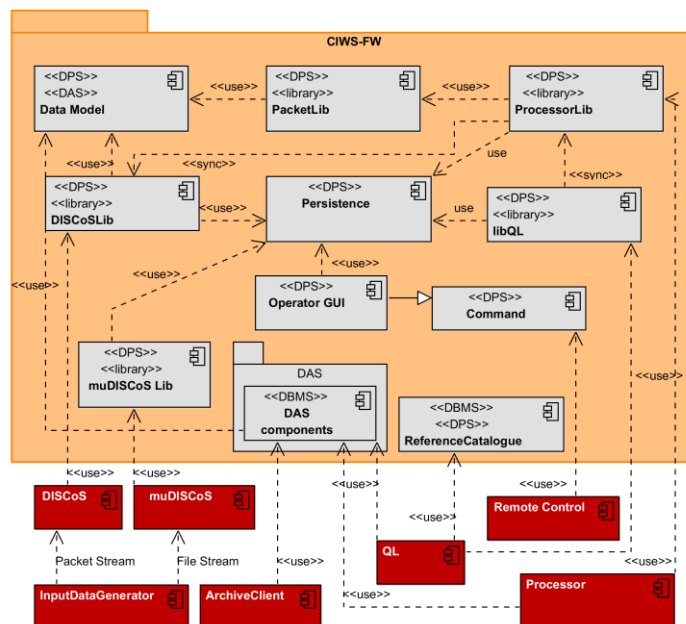 CIWS-FW
<<DPS>>
<<DAS>>
Data Model
<<use>>
<<DPS>>
<<library>>
PacketLib
<<use>>
<<DPS>>
<<library>>
ProcessorLib
<<use>>
<<sync>>
use
<<sync>>
<<DPS>>
<<library>>
DISCoSLib
<<use>>
<<DPS>>
Persistence
use
<<DPS>>
<<library>>
libQL
<<use>>
<<use>>
<<use>>
<<DPS>>
Operator GUI
<<DPS>>
Command
<<DPS>>
<<library>>
muDISCoS Lib
DAS
<<DBMS>>
DAS
components
<<DBMS>>
<<DPS>>
ReferenceCatalogue
<<use>>
<<use>>
<<use>>
<<use>>
<<use>>
DISCoS
muDISCoS
<<use>>
Remote Control
<<use>>
Packet Stream
File Stream
<<use>>
QL
<<use>>
InputDataGenerator
ArchiveClient
Processor